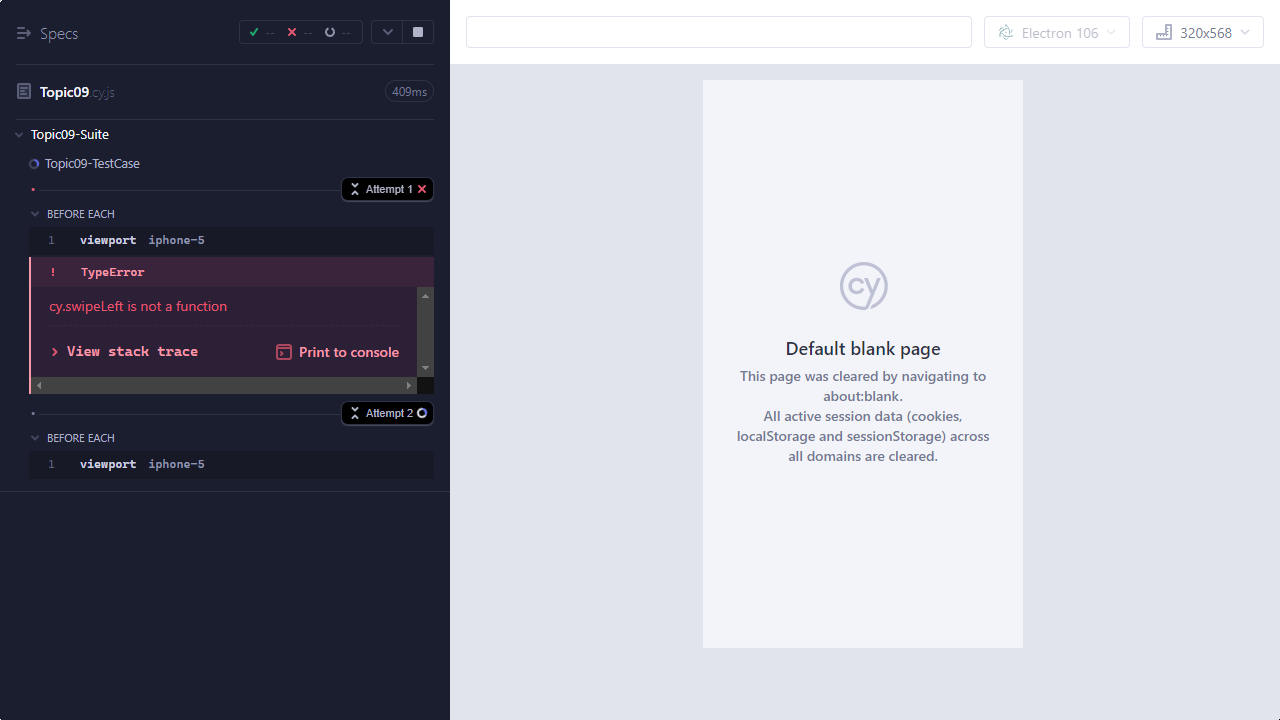 Specs
--
--
--
Topic09.cy.js
409ms
Topic09-Suite
Topic09-TestCase
Attempt 1
BEFORE EACH
1 viewport iphone-5
! TypeError
cy.swipeLeft is not a function
View stack trace
Print to console
Attempt 2
BEFORE EACH
1 viewport iphone-5
Electron 106
320x568
cy
Default blank page
This page was cleared by navigating to
about:blank.
All active session data (cookies,
localStorage and sessionStorage) across
all domains are cleared.